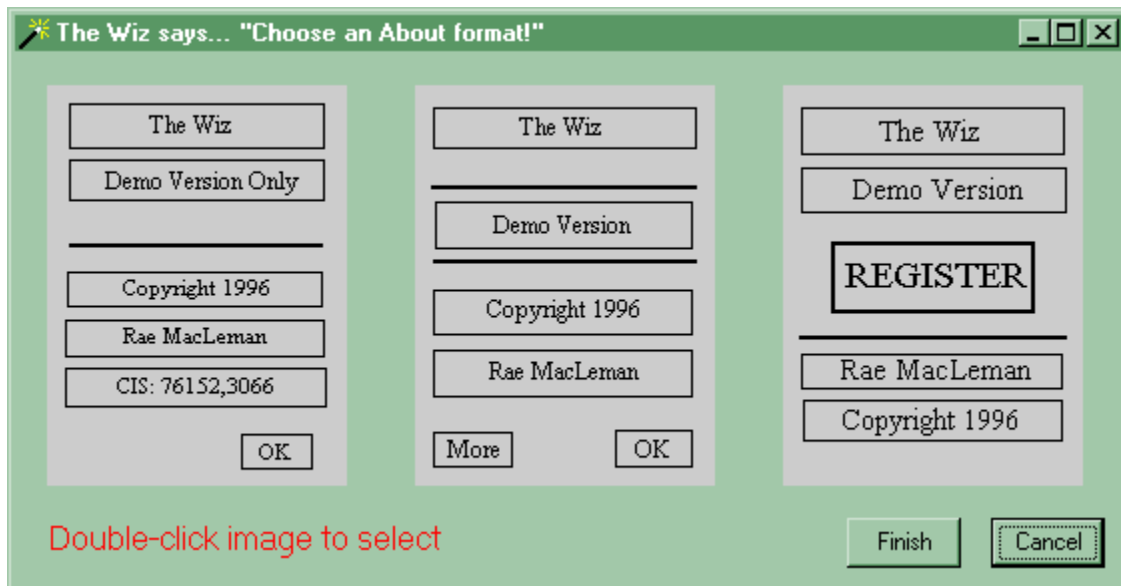 The Wiz says... "Choose an About format!"
The Wiz
Demo Version Only
Copyright 1996
Rae MacLeman
CIS: 76152,3066
OK
The Wiz
Demo Version
Copyright 1996
Rae MacLeman
More
OK
The Wiz
Demo Version
REGISTER
Rae MacLeman
Copyright 1996
Double-click image to select
Finish
Cancel